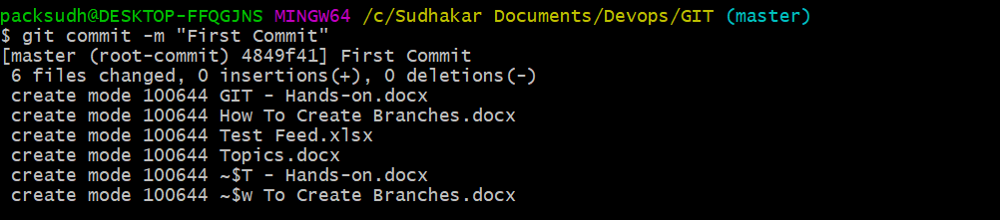 packsudh@DESKTOP-FFQGJNS MINGW64 /c/Sudhakar Documents/Devops/GIT (master)
$ git commit -m "First Commit"
[master (root-commit) 4849f41] First Commit
 6 files changed, 0 insertions(+), 0 deletions(-)
 create mode 100644 GIT - Hands-on.docx
 create mode 100644 How To Create Branches.docx
 create mode 100644 Test Feed.xlsx
 create mode 100644 Topics.docx
 create mode 100644 ~$T - Hands-on.docx
 create mode 100644 ~$w To Create Branches.docx